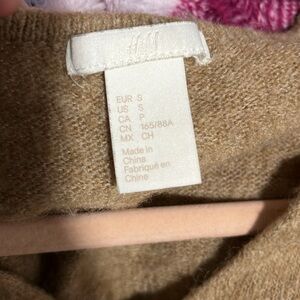 H&M
EUR S
US S
CA P
CN 165/88A
MX CH
Made in
China
Fabriqué en
Chine